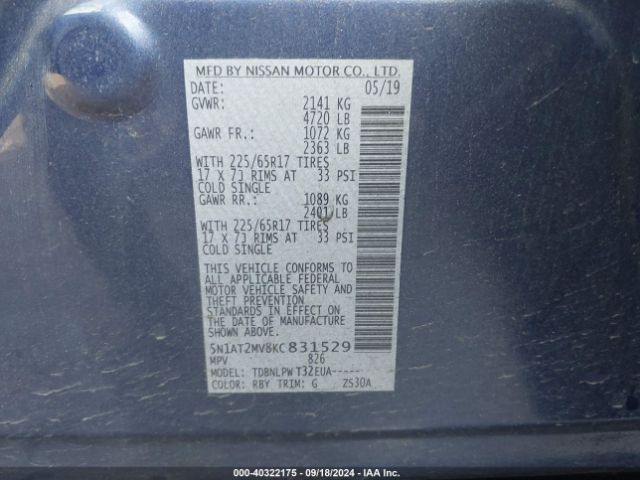 MFD BY NISSAN MOTOR CO., LTD.
DATE: 05/19
GVWR: 2141 KG
4720 LB
GAWR FR.: 1072 KG
2363 LB
WITH 225/65R17 TIRES
17 X 7J RIMS AT 33 PSI
COLD SINGLE
GAWR RR.: 1089 KG
2401 LB
WITH 225/65R17 TIRES
17 X 7J RIMS AT 33 PSI
COLD SINGLE
THIS VEHICLE CONFORMS TO
ALL APPLICABLE FEDERAL
MOTOR VEHICLE SAFETY AND
THEFT PREVENTION
STANDARDS IN EFFECT ON
THE DATE OF MANUFACTURE
SHOWN ABOVE.
5N1AT2MV8KC831529
MPV 826
MODEL: TDBNLPW T32EUA-----
COLOR: RBY TRIM: G ZS30A
000-40322175 - 09/18/2024 - IAA Inc.